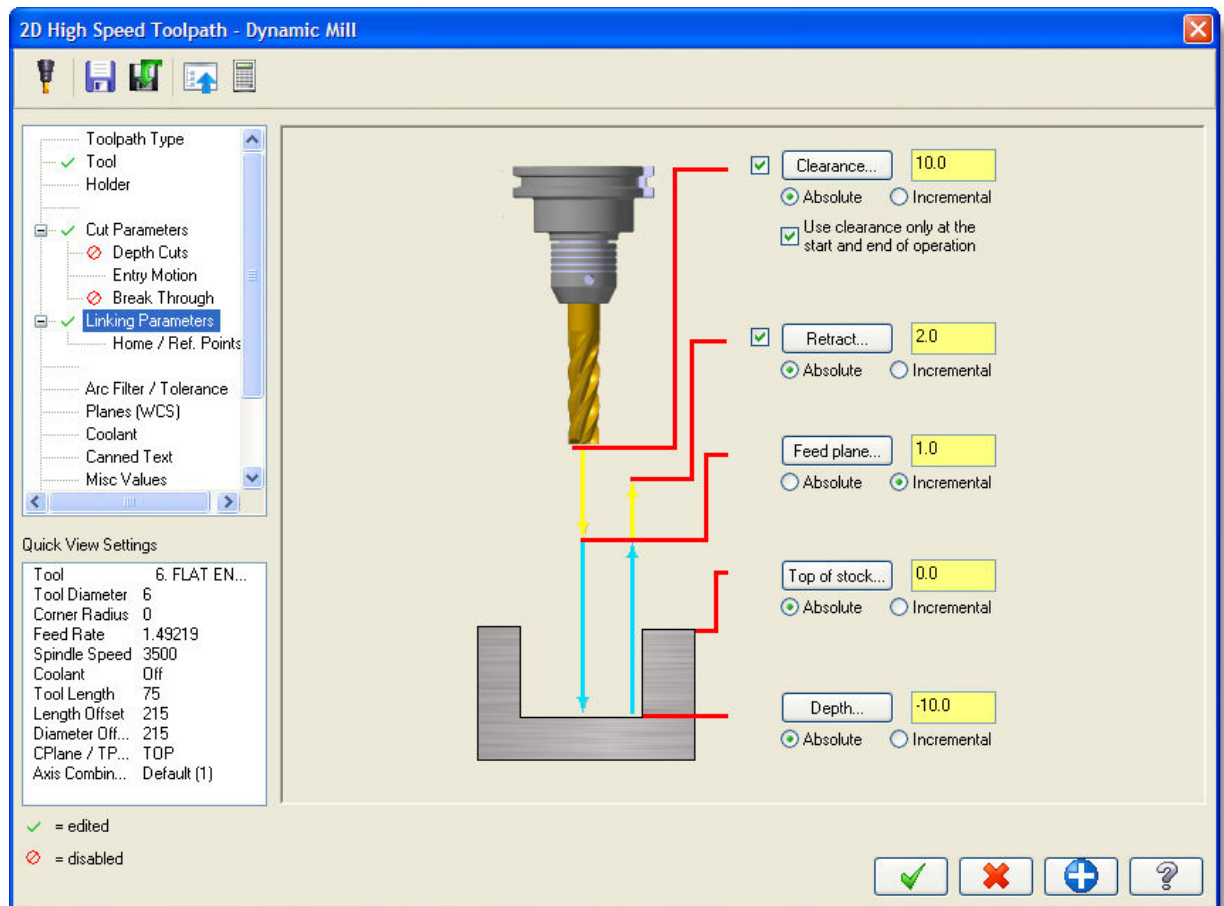 2D High Speed Toolpath - Dynamic Mill
Toolpath Type
Tool
Holder
Cut Parameters
Depth Cuts
Entry Motion
Break Through
Linking Parameters
Home / Ref. Points
Arc Filter / Tolerance
Planes (WCS)
Coolant
Canned Text
Misc Values
Quick View Settings
Tool 6. FLAT EN...
Tool Diameter 6
Corner Radius 0
Feed Rate 1.49219
Spindle Speed 3500
Coolant Off
Tool Length 75
Length Offset 215
Diameter Off... 215
CPlane / TP... TOP
Axis Combin... Default (1)
= edited
= disabled
Clearance... 10.0
Absolute Incremental
Use clearance only at the
start and end of operation
Retract... 2.0
Absolute Incremental
Feed plane... 1.0
Absolute Incremental
Top of stock... 0.0
Absolute Incremental
Depth... -10.0
Absolute Incremental